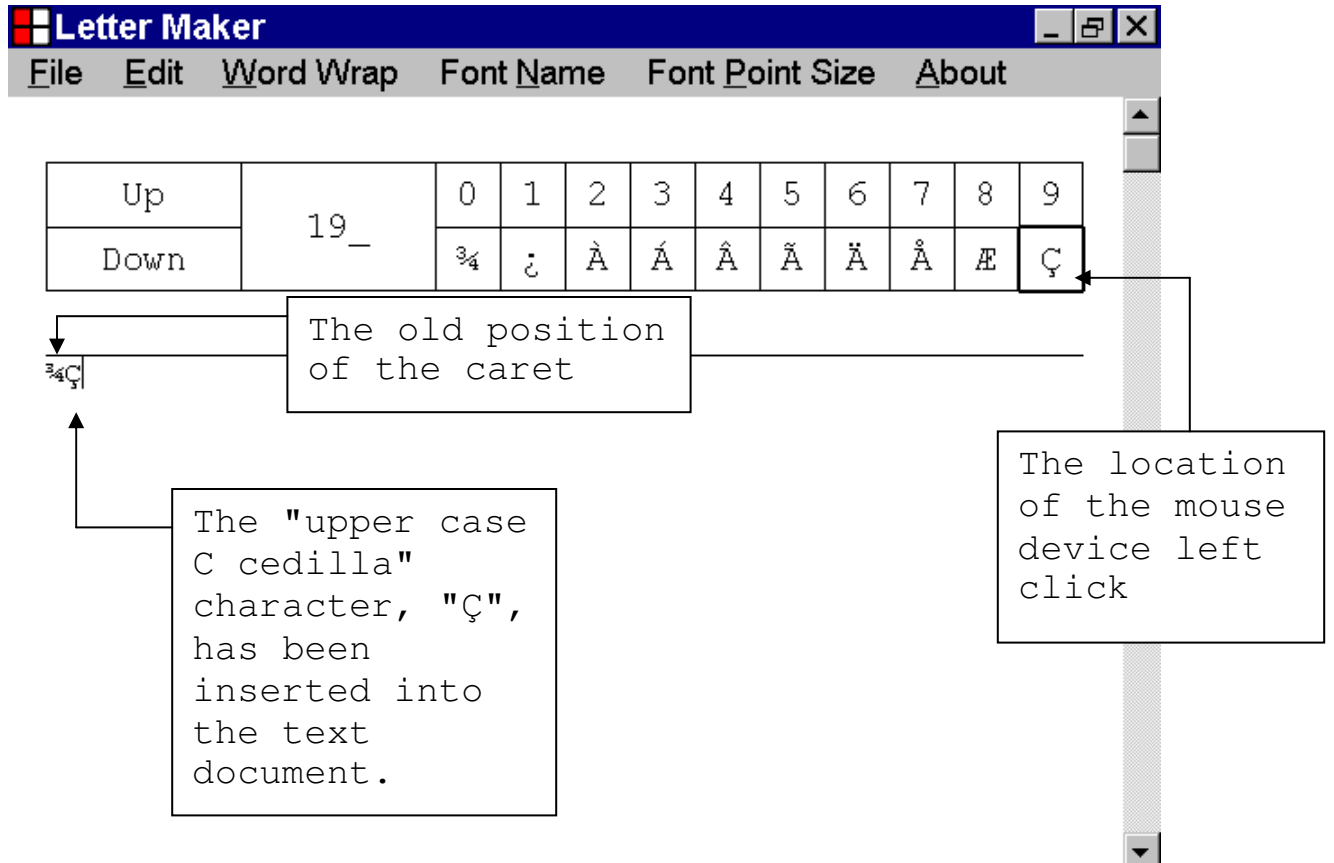 Letter Maker
File Edit Word Wrap Font Name Font Point Size About
Up 19_ 0 1 2 3 4 5 6 7 8 9
Down ¾ ¿ À Á Â Ã Ä Å Æ Ç
The old position
of the caret
¾Ç
The location
of the mouse
device left
click
The "upper case
C cedilla"
character, "Ç",
has been
inserted into
the text
document.